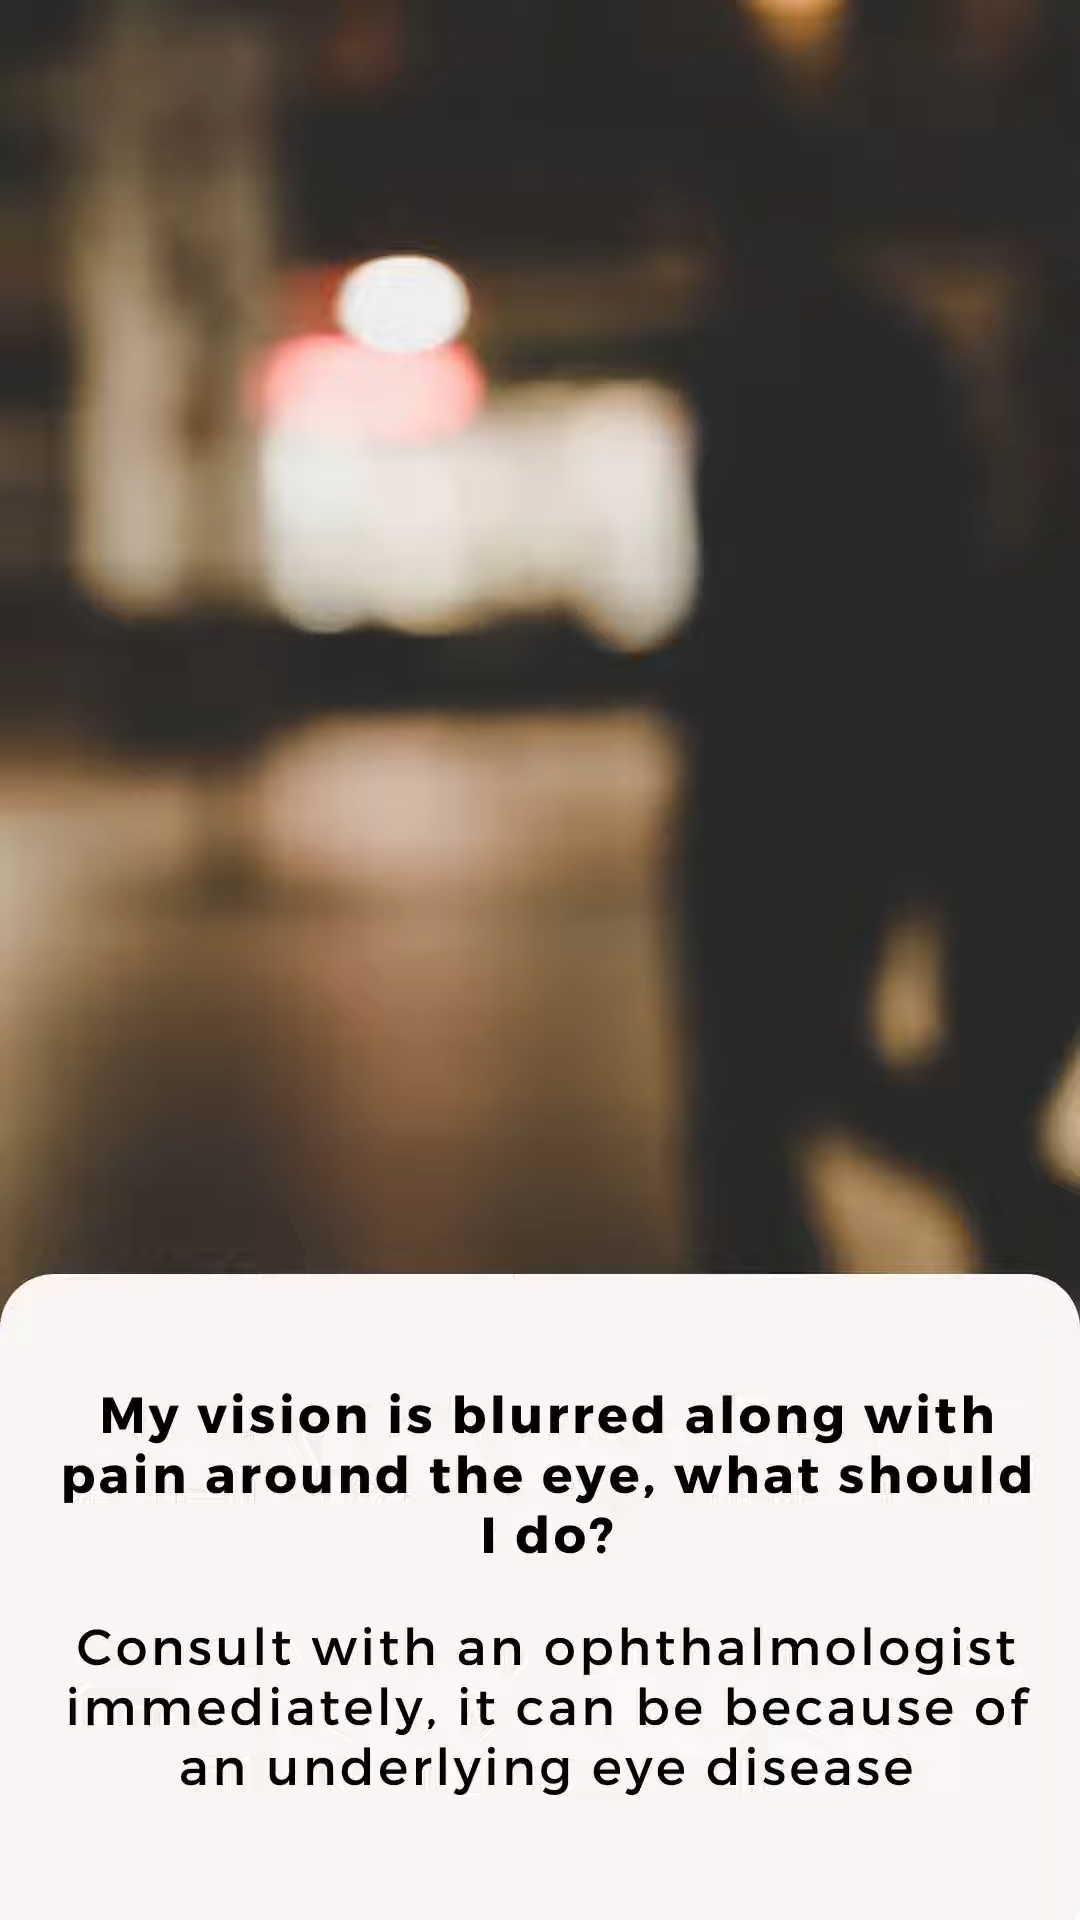 My vision is blurred along with
pain around the eye, what should
I do?
Consult with an ophthalmologist
immediately, it can be because of
an underlying eye disease